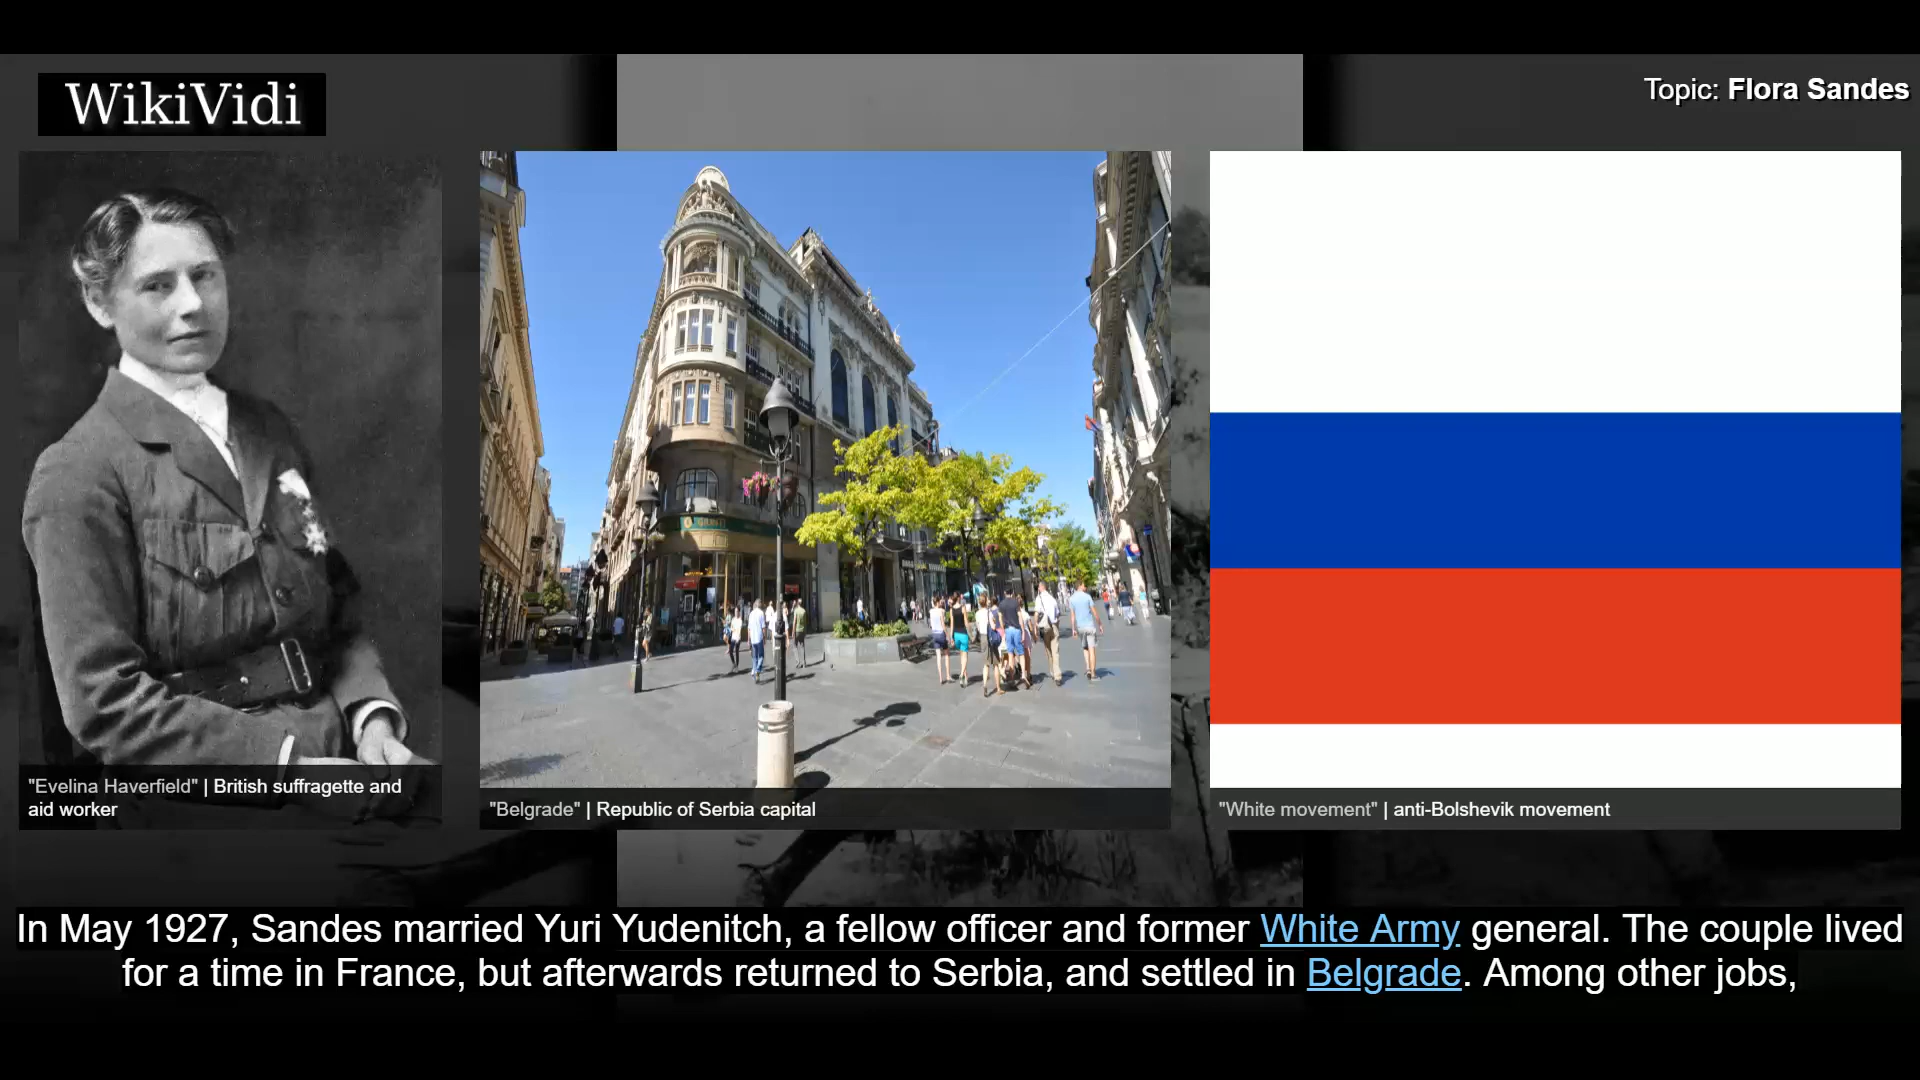 WikiVidi
Topic: Flora Sandes
"Evelina Haverfield" | British suffragette and
aid worker
"Belgrade" | Republic of Serbia capital
"White movement" | anti-Bolshevik movement
In May 1927, Sandes married Yuri Yudenitch, a fellow officer and former White Army general. The couple lived
for a time in France, but afterwards returned to Serbia, and settled in Belgrade. Among other jobs,